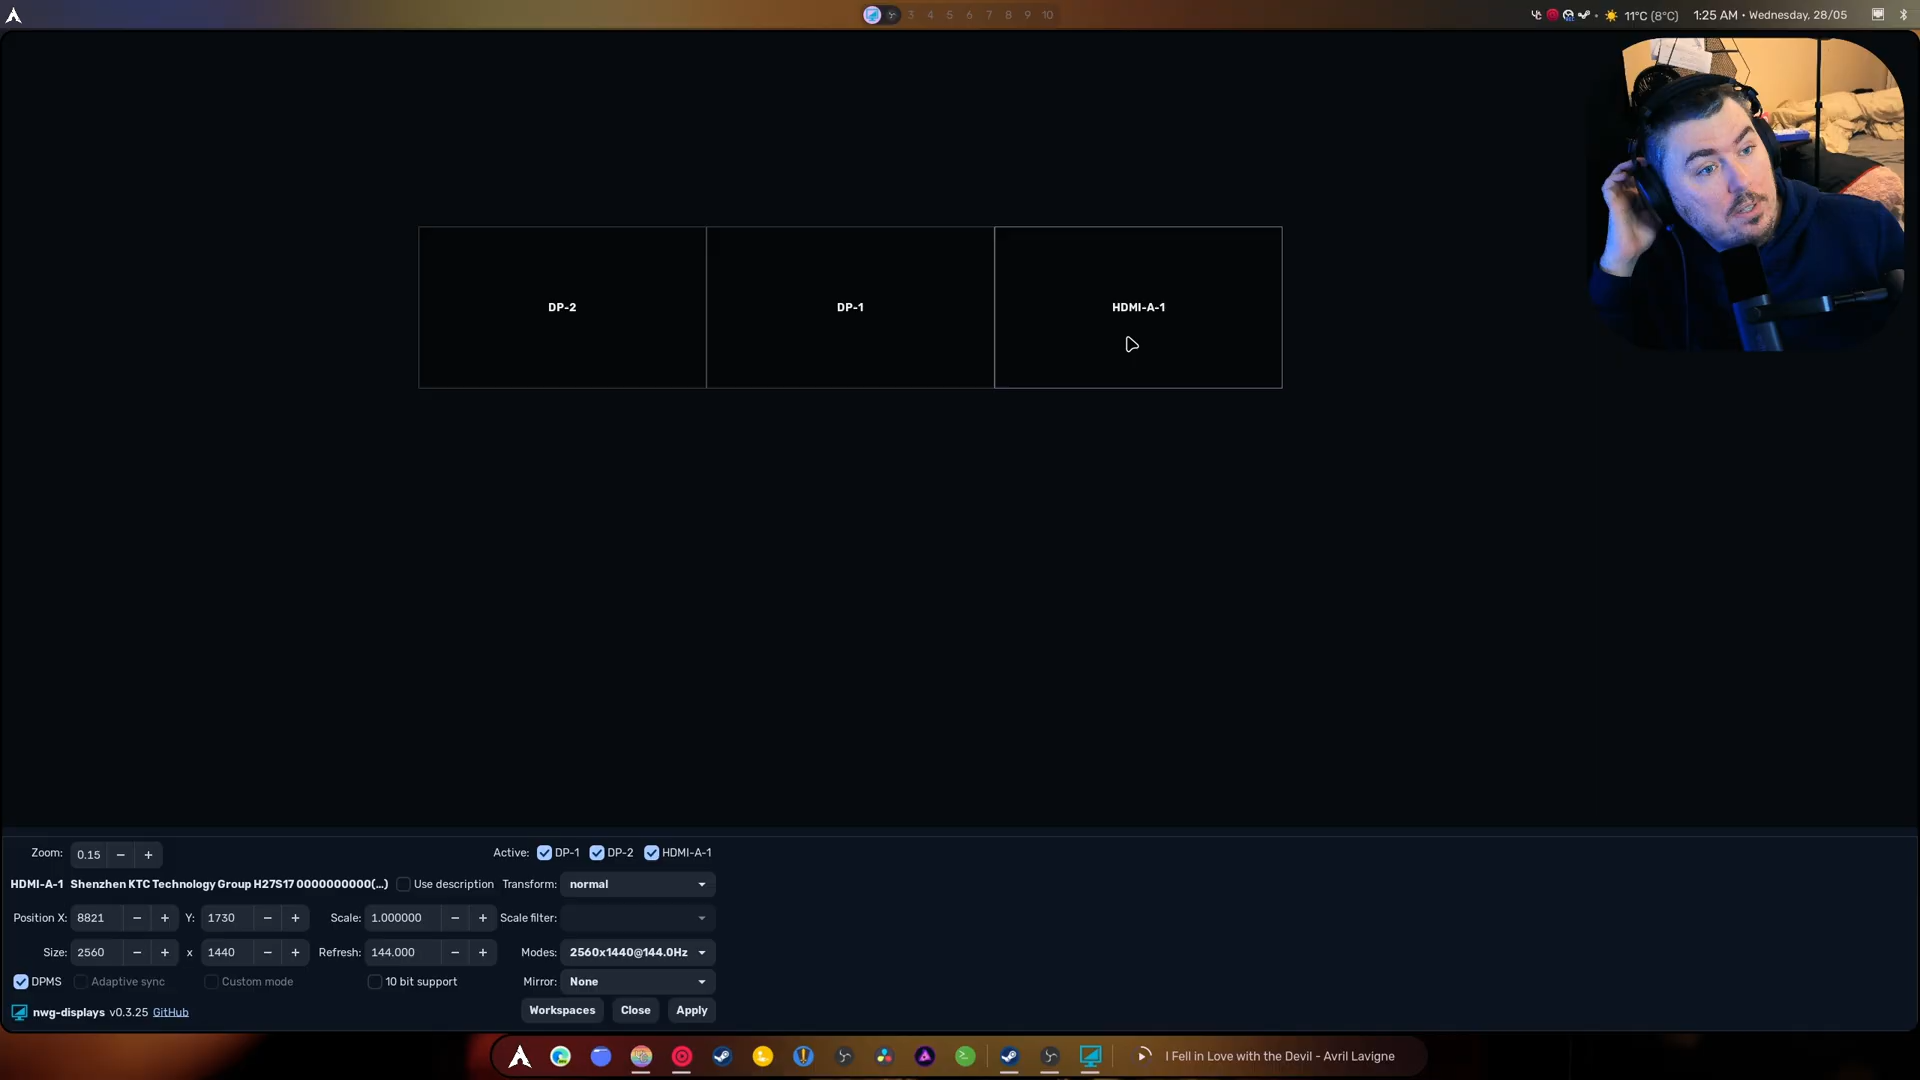 3 4 5 6 7 8 9 10
11°C (8°C)
1:25 AM • Wednesday, 28/05
DP-2
DP-1
HDMI-A-1
Zoom: 0.15 − +
Active: DP-1 DP-2 HDMI-A-1
HDMI-A-1 Shenzhen KTC Technology Group H27S17 0000000000(...) Use description Transform: normal
Position X: 8821 − + Y: 1730 − + Scale: 1.000000 − + Scale filter:
Size: 2560 − + x 1440 − + Refresh: 144.000 − + Modes: 2560x1440@144.0Hz
DPMS Adaptive sync Custom mode 10 bit support Mirror: None
nwg-displays v0.3.25 GitHub
Workspaces Close Apply
I Fell in Love with the Devil - Avril Lavigne